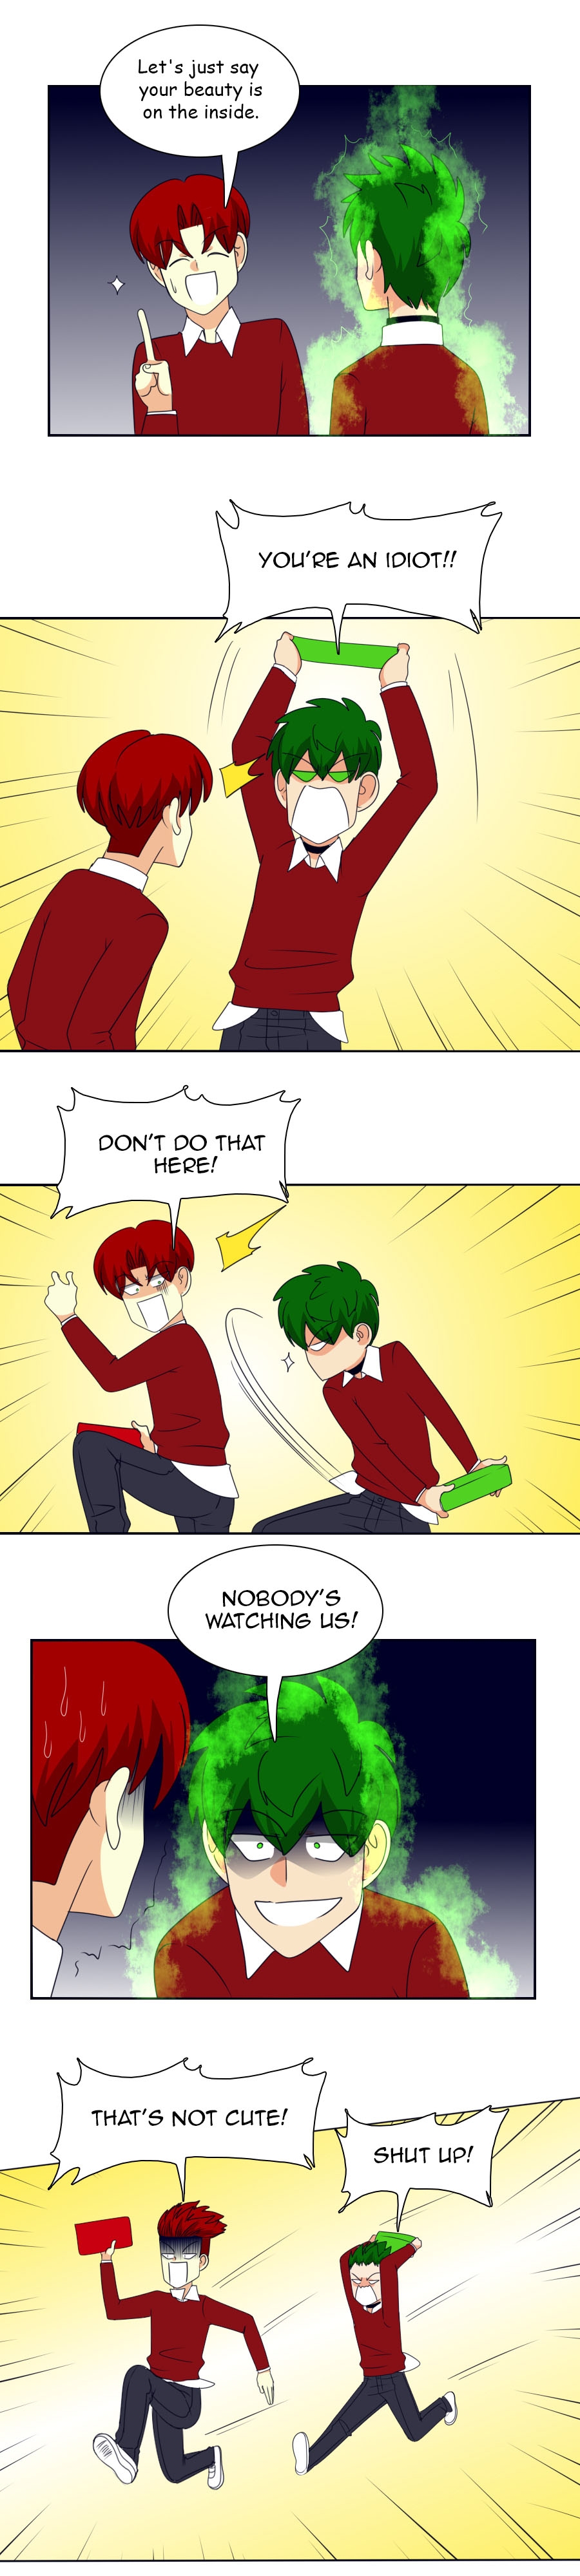 Let's just say
your beauty is
on the inside.
YOU'RE AN IDIOT!!
DON'T DO THAT
HERE!
NOBODY'S
WATCHING US!
THAT'S NOT CUTE!
SHUT UP!